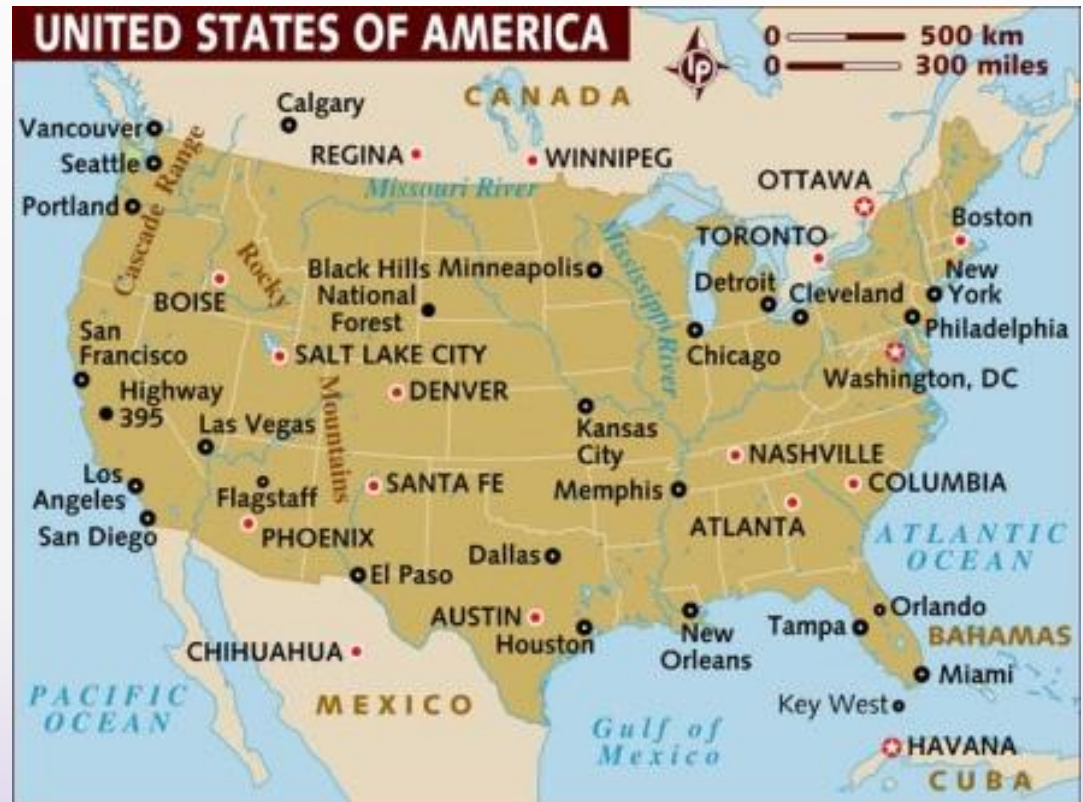 UNITED STATES OF AMERICA
0 500 km
0 300 miles
lp
CANADA
Calgary
Vancouver
REGINA
WINNIPEG
Seattle
Cascade Range
Missouri River
OTTAWA
Portland
Boston
TORONTO
Mississippi River
Rocky
Mountains
Black Hills
National
Forest
Minneapolis
Detroit
Cleveland
New
York
BOISE
San
Francisco
SALT LAKE CITY
Chicago
Philadelphia
Washington, DC
Highway
395
DENVER
Las Vegas
Kansas
City
NASHVILLE
Los
Angeles
Flagstaff
SANTA FE
Memphis
COLUMBIA
San Diego
PHOENIX
ATLANTA
ATLANTIC
OCEAN
Dallas
El Paso
AUSTIN
Houston
New
Orleans
Orlando
Tampa
BAHAMAS
CHIHUAHUA
Miami
PACIFIC
OCEAN
MEXICO
Key West
Gulf of
Mexico
HAVANA
CUBA